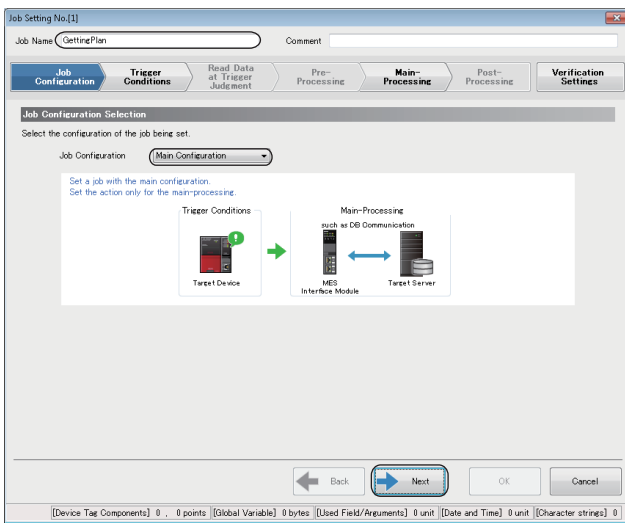 Job Setting No.[1]
Job Name GettingPlan Comment
Job Configuration
Trigger Conditions
Read Data at Trigger Judgment
Pre-Processing
Main-Processing
Post-Processing
Verification Settings
Job Configuration Selection
Select the configuration of the job being set.
Job Configuration Main Configuration
Set a job with the main configuration.
Set the action only for the main-processing.
Trigger Conditions
Target Device
Main-Processing
such as DB Communication
MES Interface Module
Target Server
Back Next OK Cancel
[Device Tag Components] 0 , 0 points [Global Variable] 0 bytes [Used Field/Arguments] 0 unit [Date and Time] 0 unit [Character strings] 0